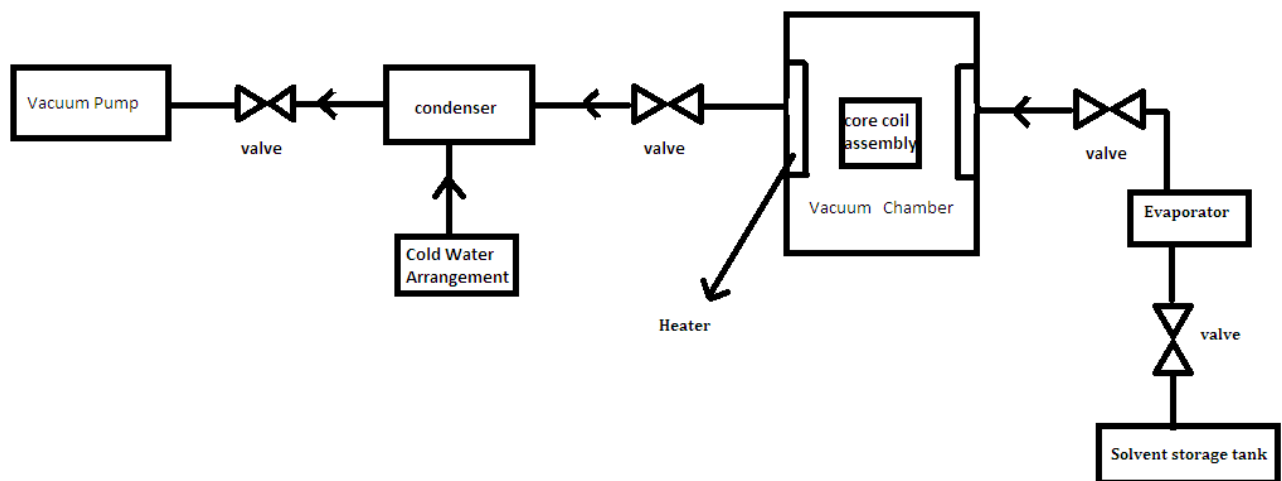 Vacuum Pump
valve
condenser
Cold Water
Arrangement
valve
core coil
assembly
Vacuum Chamber
Heater
valve
Evaporator
valve
Solvent storage tank